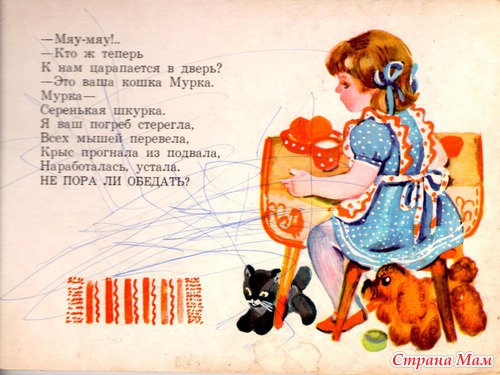 —Мяу-мяу!..
—Кто ж теперь
К нам царапается в дверь?
—Это ваша кошка Мурка.
Мурка—
Серенькая шкурка.
Я ваш погреб стерегла,
Всех мышей перевела,
Крыс прогнала из подвала,
Наработалась, устала.
НЕ ПОРА ЛИ ОБЕДАТЬ?
Страна Мам